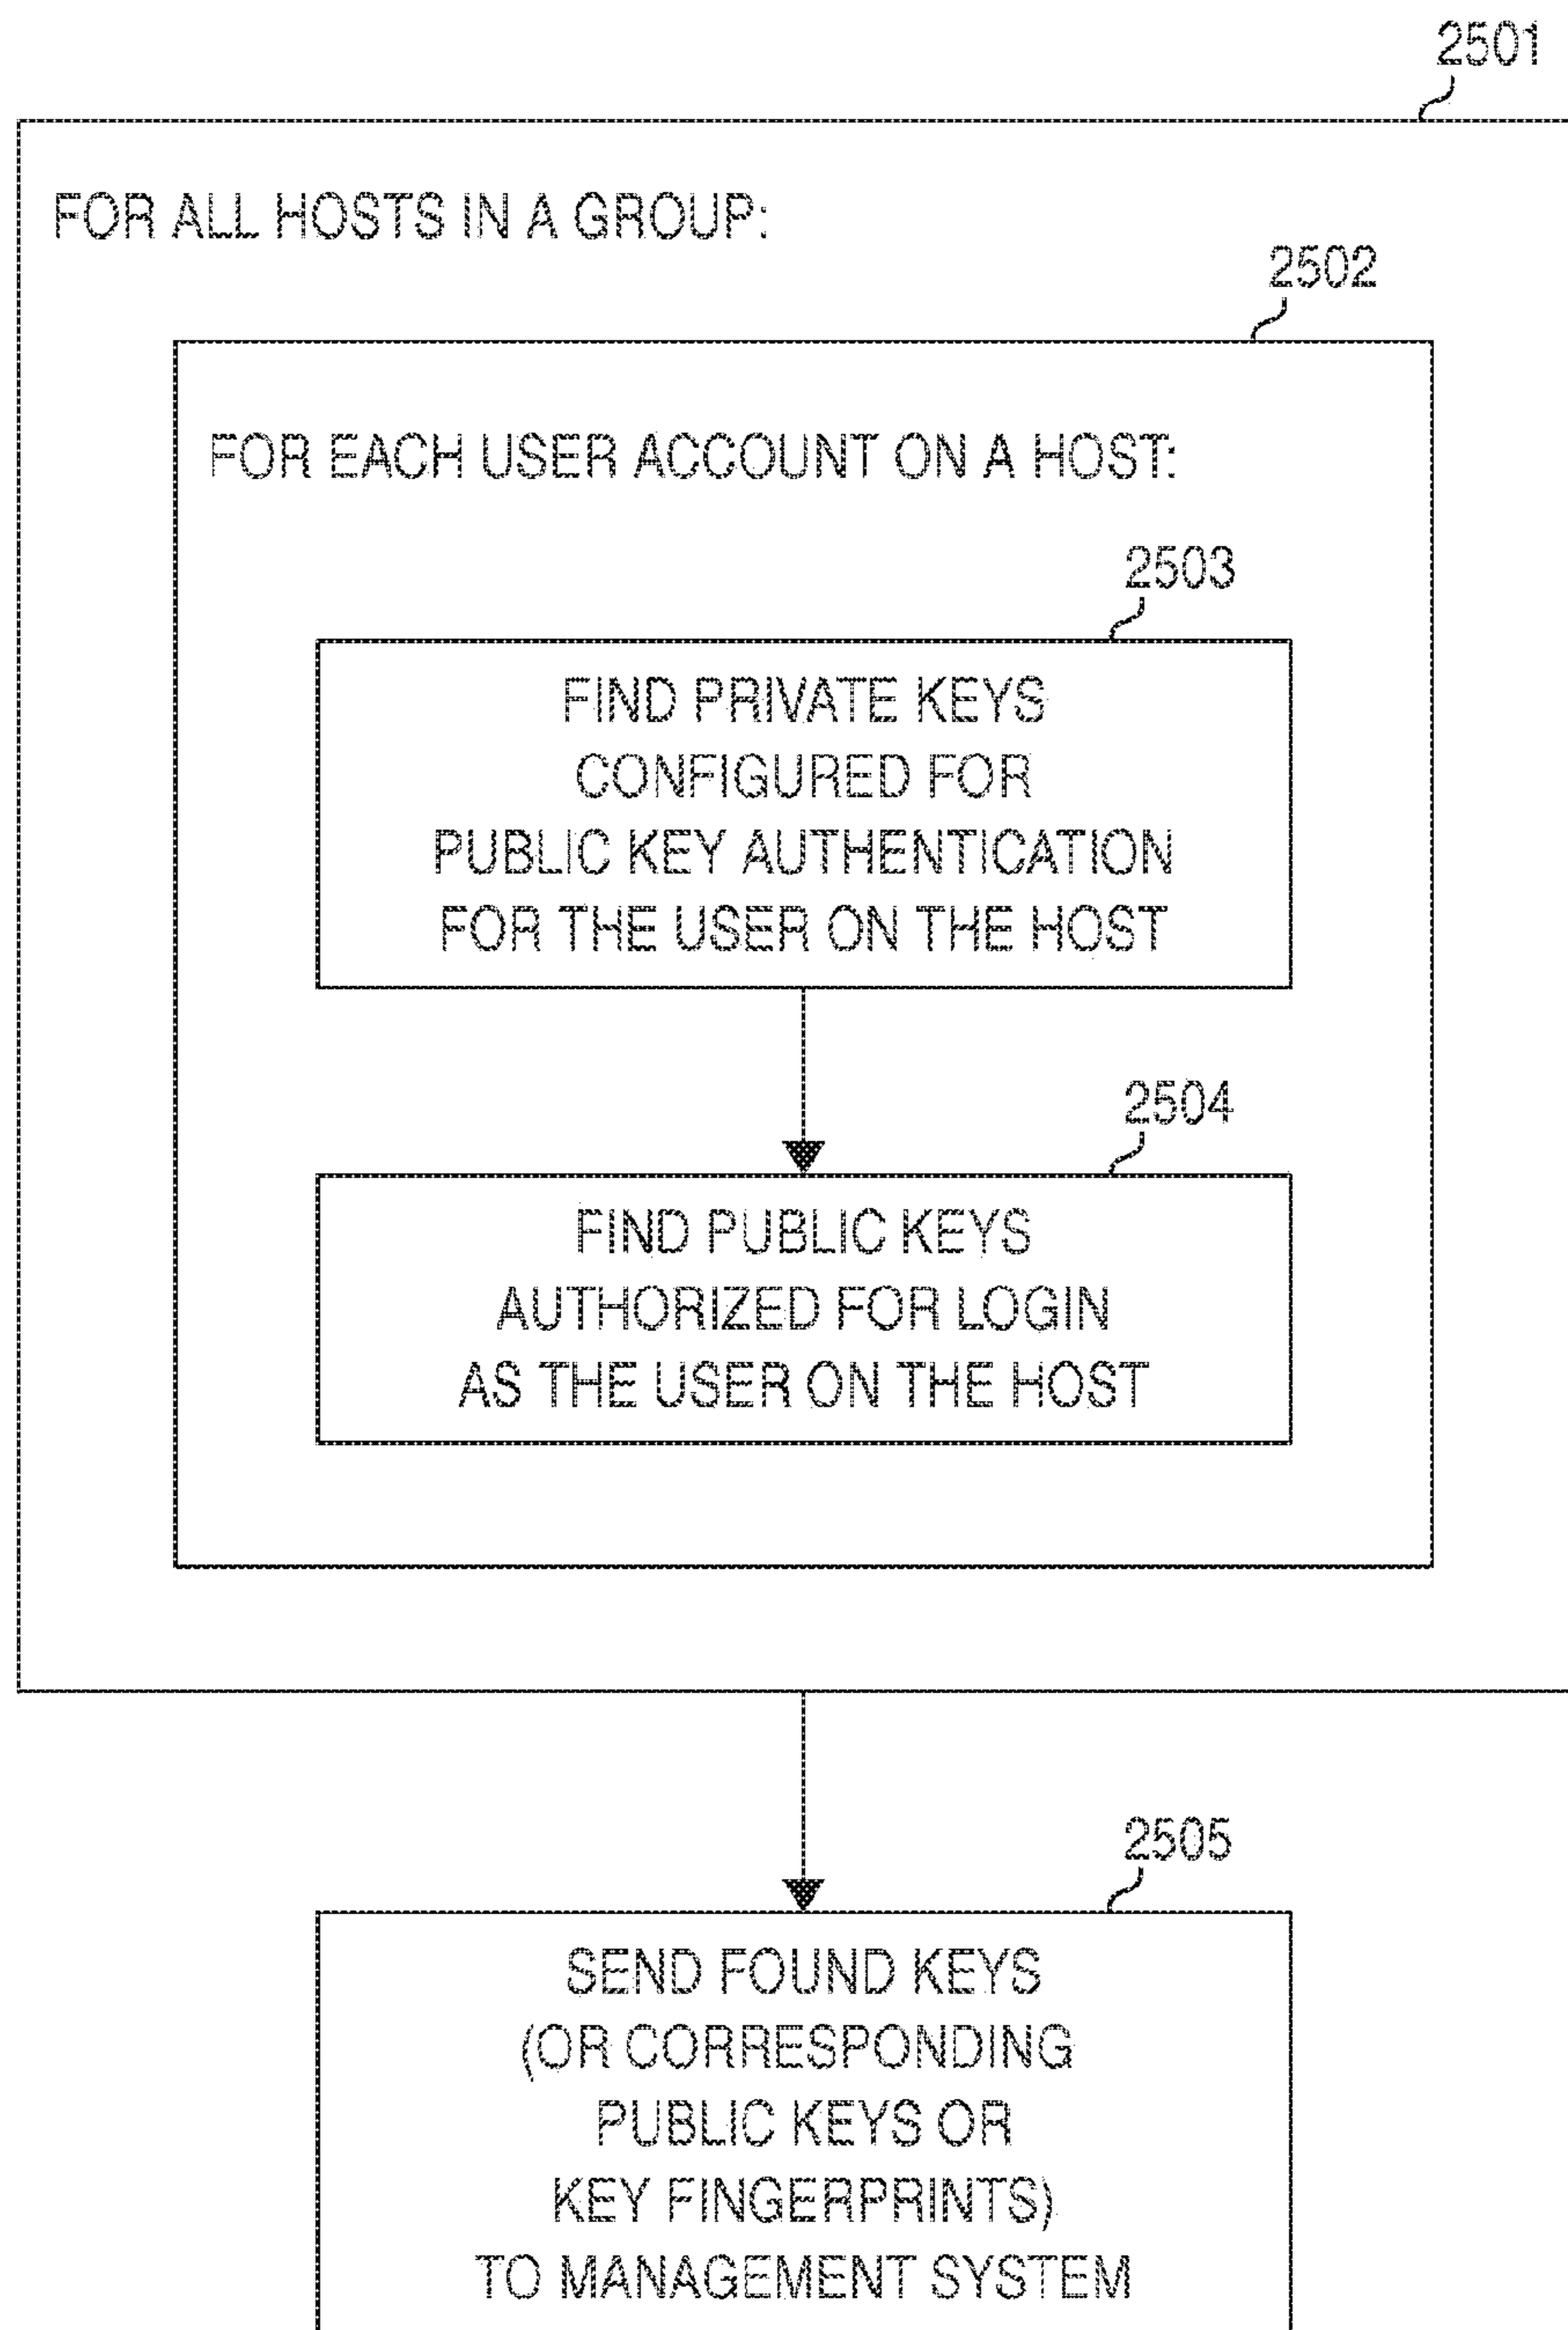 2501
FOR ALL HOSTS IN A GROUP:
2502
FOR EACH USER ACCOUNT ON A HOST:
2503
FIND PRIVATE KEYS
CONFIGURED FOR
PUBLIC KEY AUTHENTICATION
FOR THE USER ON THE HOST
2504
FIND PUBLIC KEYS
AUTHORIZED FOR LOGIN
AS THE USER ON THE HOST
2505
SEND FOUND KEYS
(OR CORRESPONDING
PUBLIC KEYS OR
KEY FINGERPRINTS)
TO MANAGEMENT SYSTEM